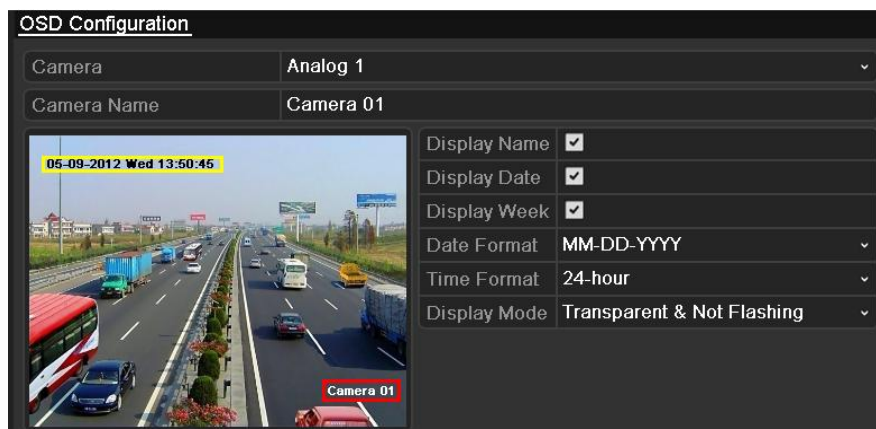 OSD Configuration
Camera Analog 1
Camera Name Camera 01
05-09-2012 Wed 13:50:45
Camera 01
Display Name
Display Date
Display Week
Date Format MM-DD-YYYY
Time Format 24-hour
Display Mode Transparent & Not Flashing